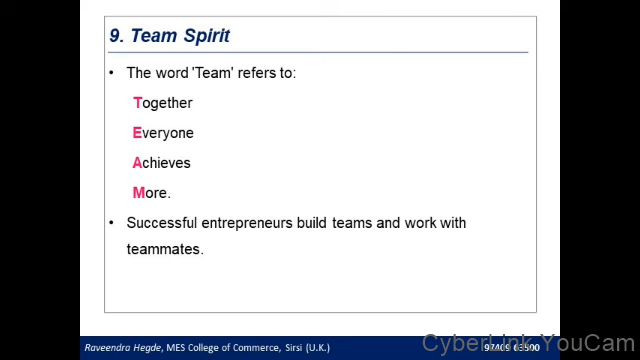 9. Team Spirit
• The word 'Team' refers to:
Together
Everyone
Achieves
More.
• Successful entrepreneurs build teams and work with
teammates.
Raveendra Hegde, MES College of Commerce, Sirsi (U.K.)
CyberLink YouCam